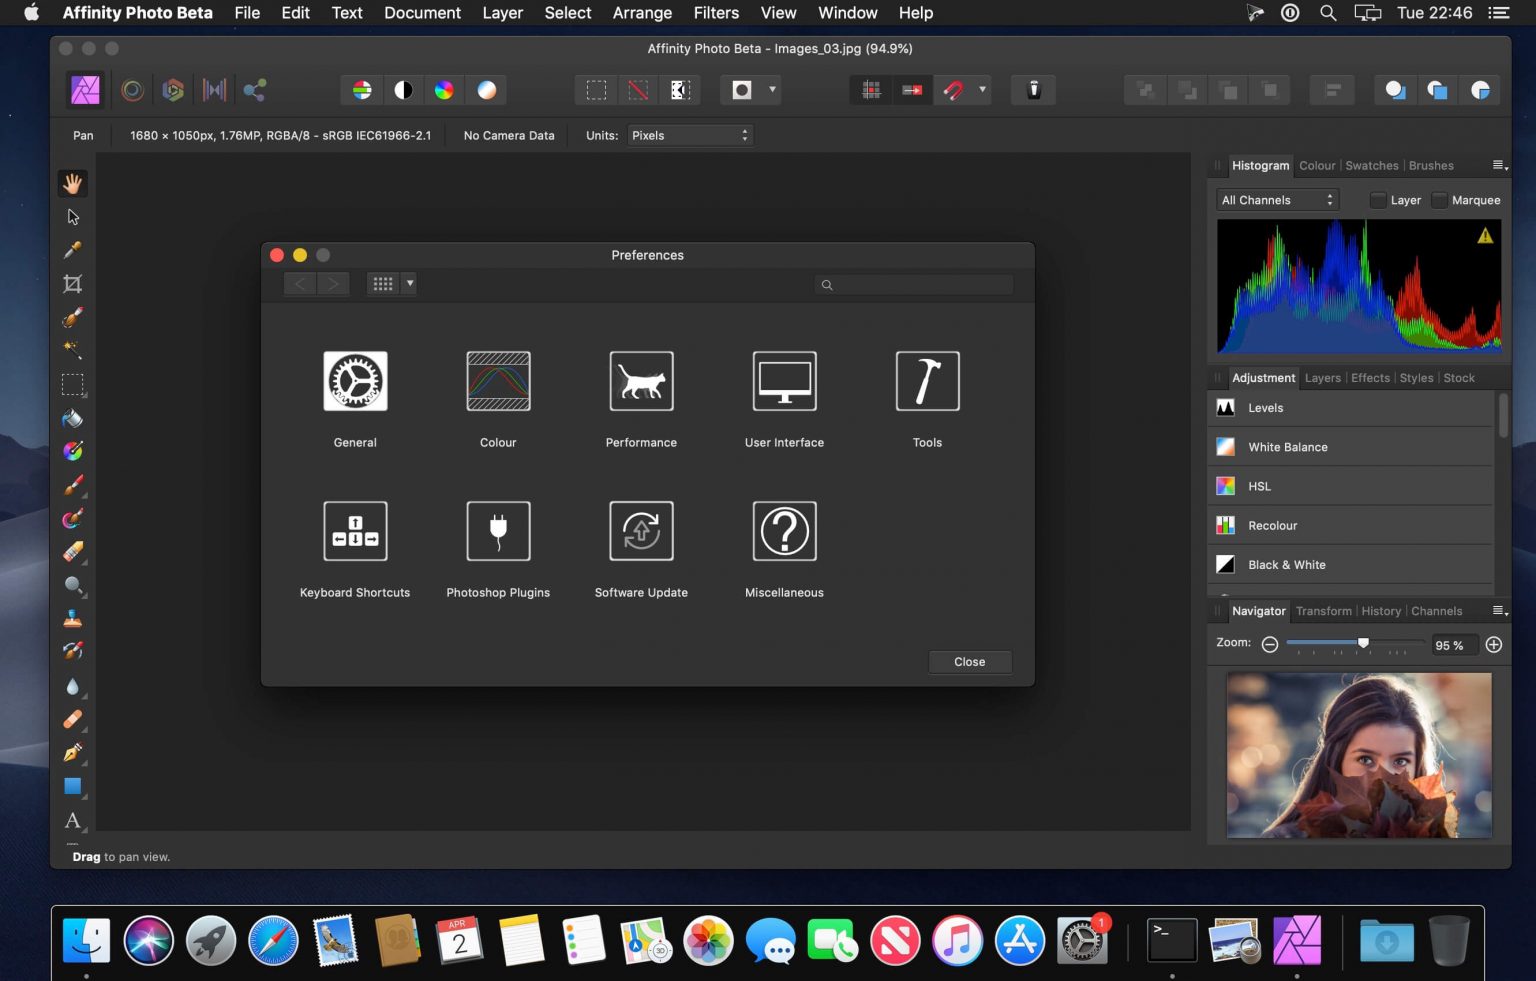 Affinity Photo Beta File Edit Text Document Layer Select Arrange Filters View Window Help Tue 22:46
Affinity Photo Beta - Images_03.jpg (94.9%)
Pan 1680 × 1050px, 1.76MP, RGBA/8 - sRGB IEC61966-2.1 No Camera Data Units: Pixels
Histogram Colour Swatches Brushes
All Channels Layer Marquee
Preferences
General Colour Performance User Interface Tools
Keyboard Shortcuts Photoshop Plugins Software Update Miscellaneous
Close
Adjustment Layers Effects Styles Stock
Levels
White Balance
HSL
Recolour
Black & White
Navigator Transform History Channels
Zoom: 95 %
A
Drag to pan view.
APR
2
3D
1
>_